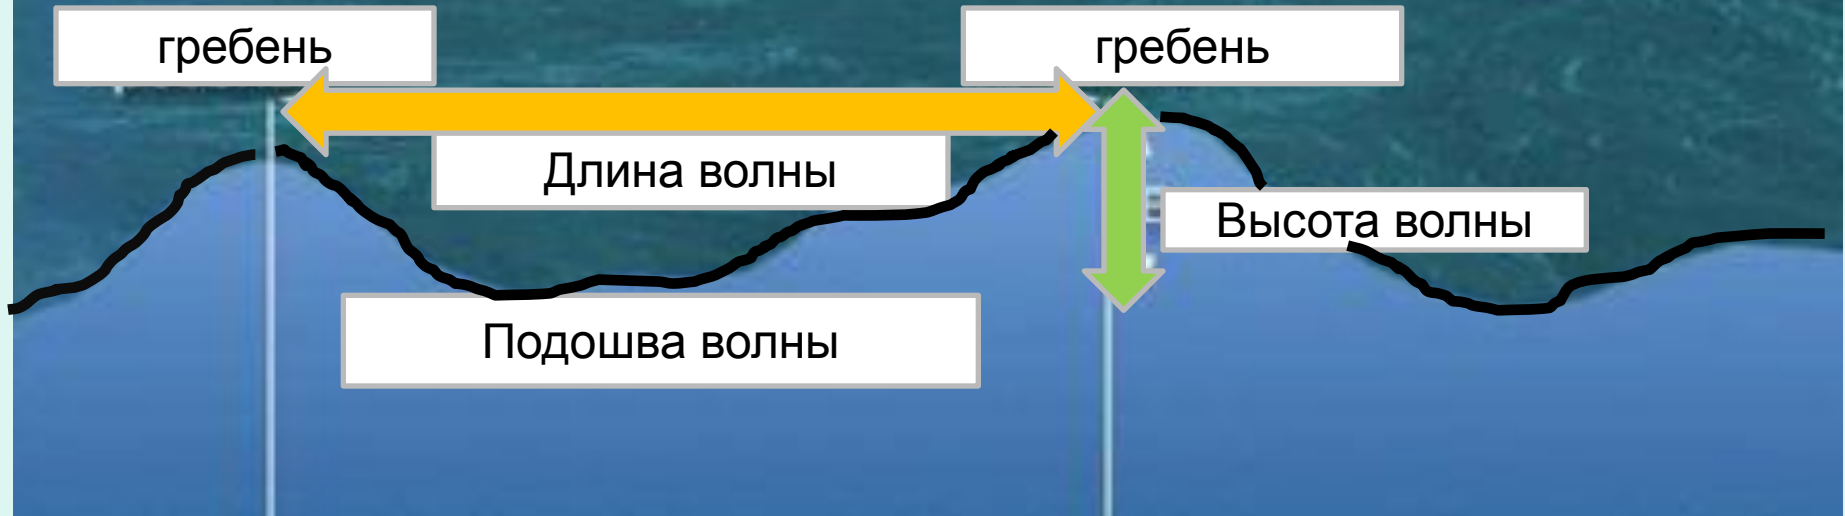 гребень
гребень
Длина волны
Высота волны
Подошва волны